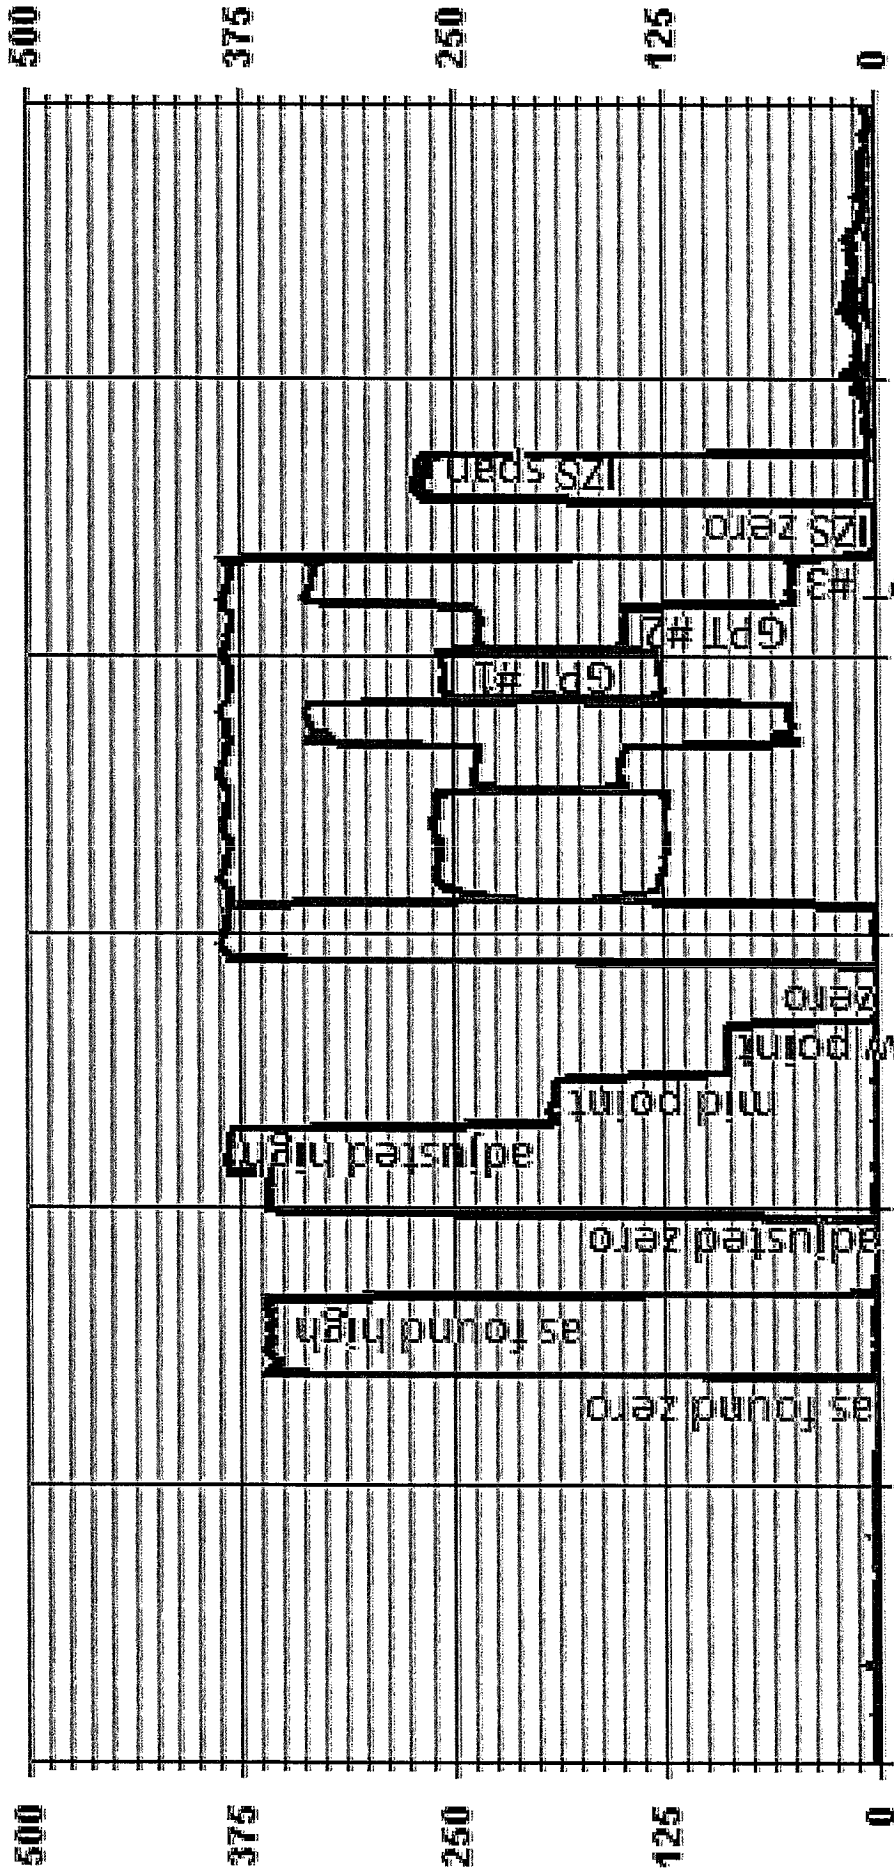 500
375
250
125
0
IZS span
IZS zero
#3
GPT #2
GPT #1
zero
w point
mid point
adjusted high
adjusted zero
as found high
as found zero
500
375
250
125
0